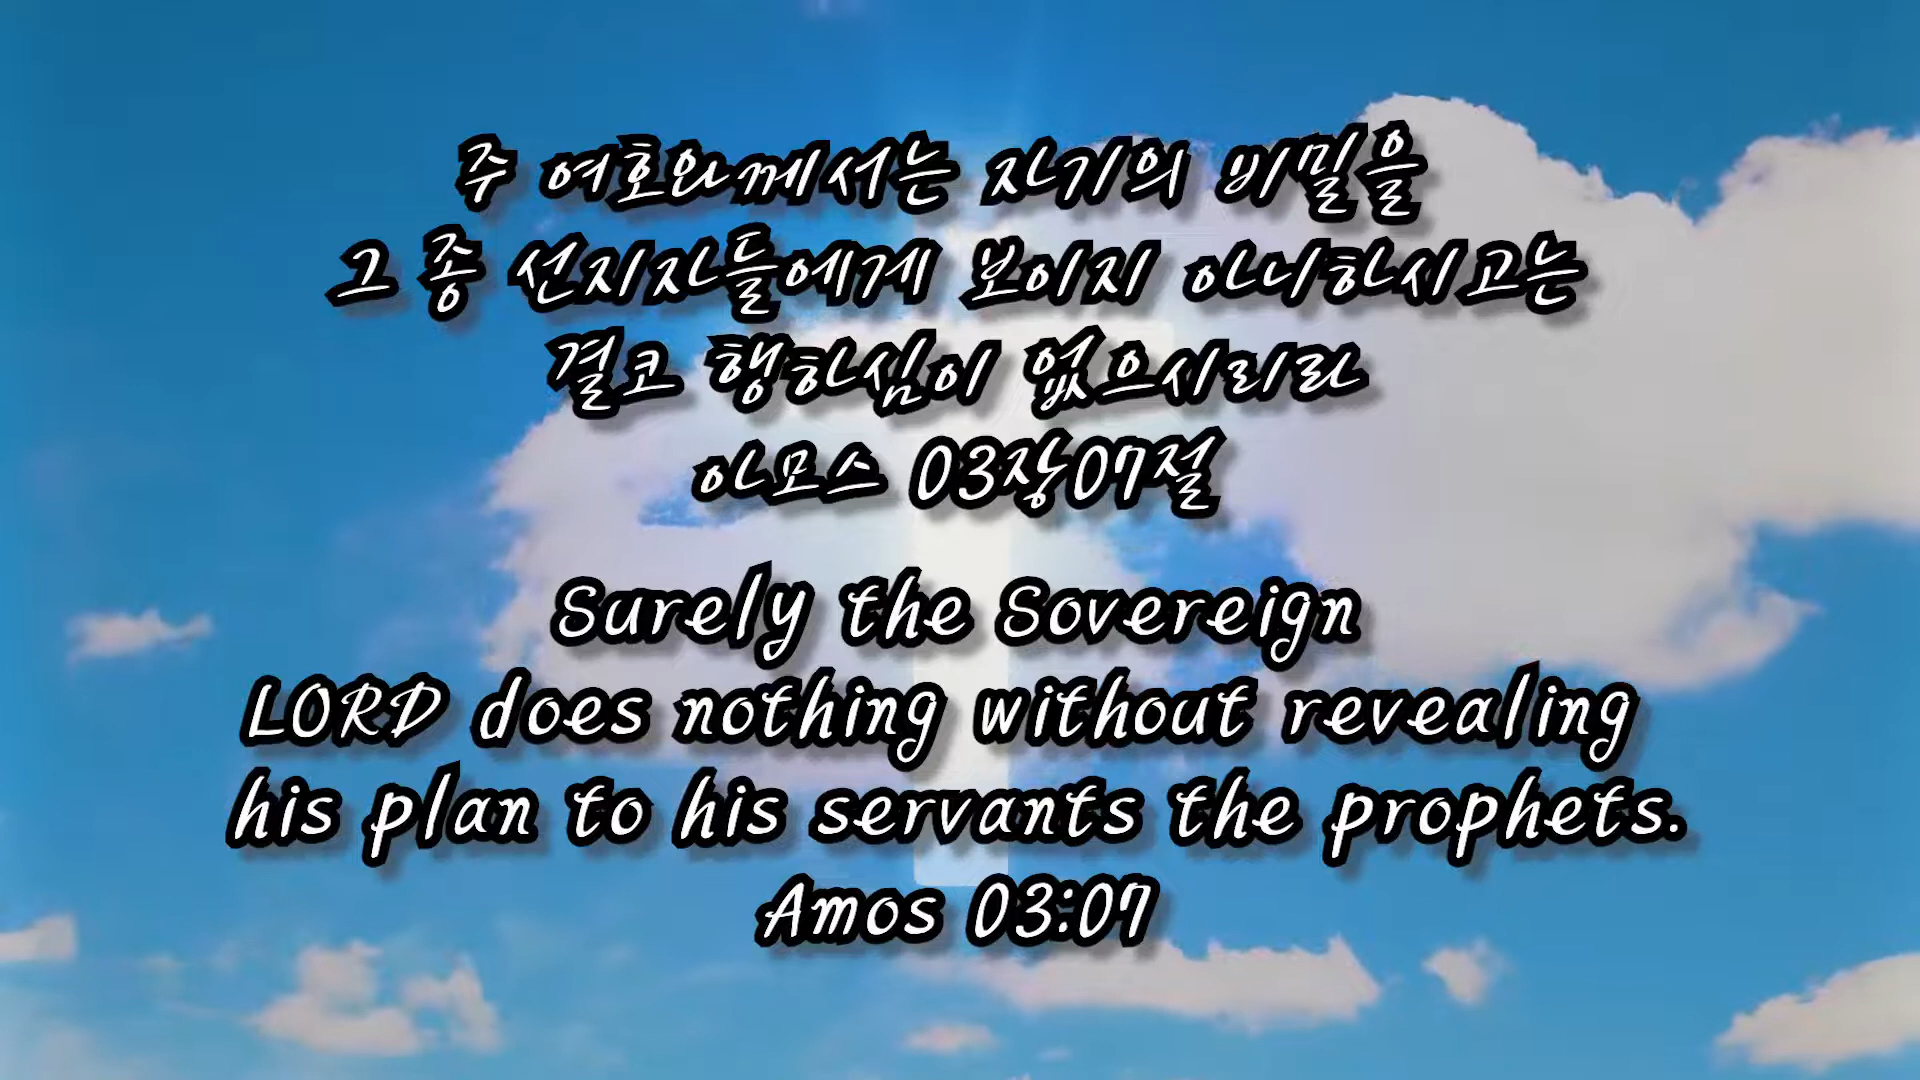 주 여호와께서는 자기의 비밀을
그 종 선지자들에게 보이지 아니하시고는
결코 행하심이 없으시리라
아모스 03장07절
Surely the Sovereign
LORD does nothing without revealing
his plan to his servants the prophets.
Amos 03:07